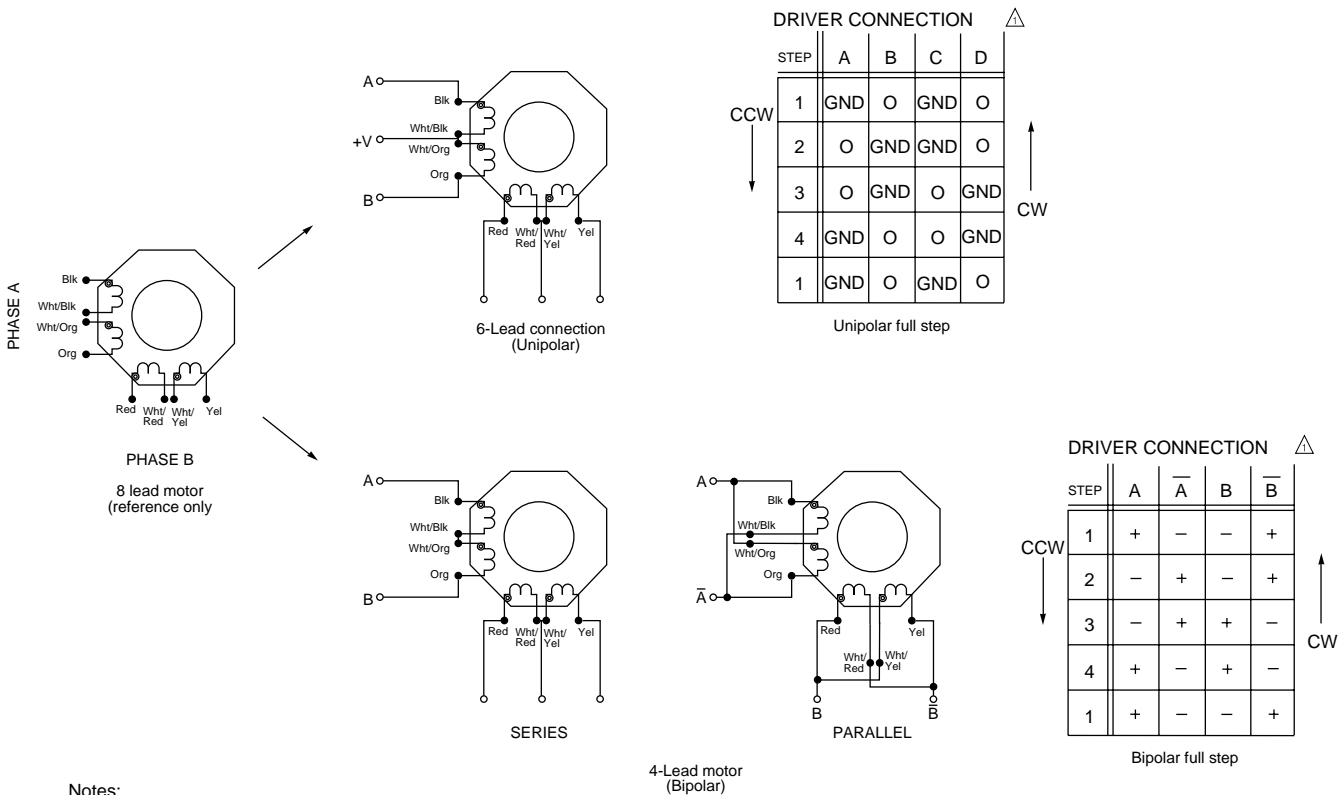 DRIVER CONNECTION 1
STEP A B C D
1 GND O GND O
2 O GND GND O
3 O GND O GND
4 GND O O GND
1 GND O GND O
CCW
CW
Unipolar full step
A
+V
B
Blk
Wht/Blk
Wht/Org
Org
Red
Wht/
Red
Wht/
Yel
Yel
6-Lead connection
(Unipolar)
PHASE A
Blk
Wht/Blk
Wht/Org
Org
Red
Wht/
Red
Wht/
Yel
Yel
PHASE B
8 lead motor
(reference only
A
B
Blk
Wht/Blk
Wht/Org
Org
Red
Wht/
Red
Wht/
Yel
Yel
SERIES
A
A̅
Blk
Wht/Blk
Wht/Org
Org
Red
Yel
Wht/
Red
Wht/
Yel
B
B̅
PARALLEL
4-Lead motor
(Bipolar)
DRIVER CONNECTION 1
STEP A A̅ B B̅
1 + − − +
2 − + − +
3 − + + −
4 + − + −
1 + − − +
CCW
CW
Bipolar full step
Notes: